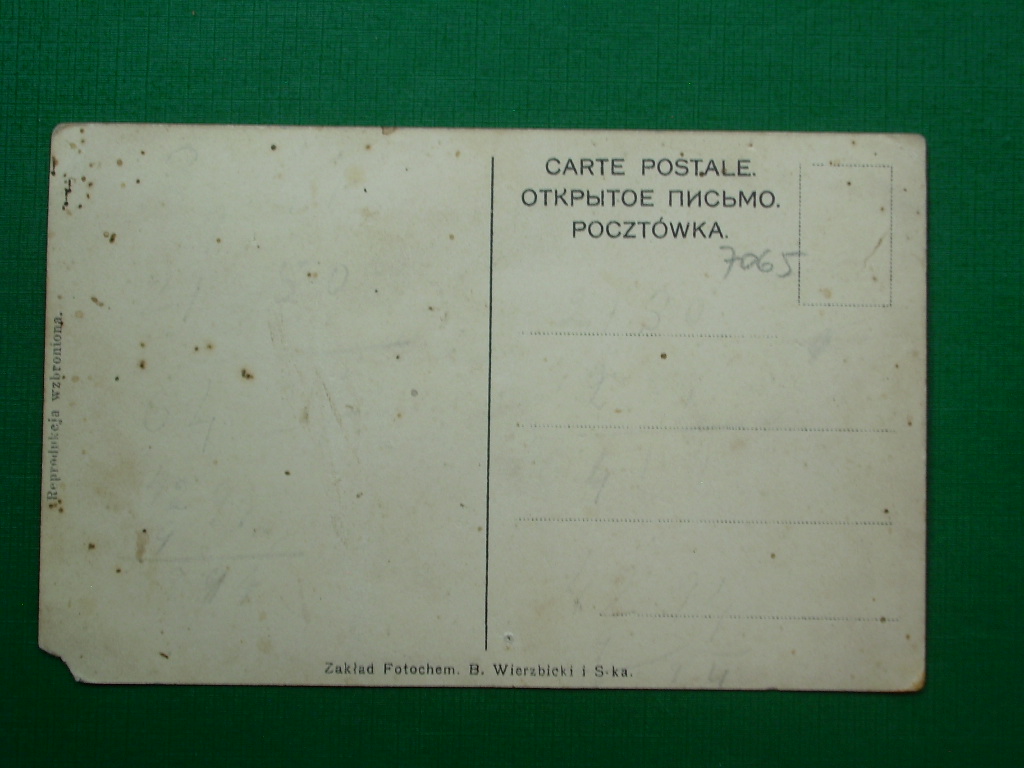 CARTE POSTALE.
ОТКРЫТОЕ ПИСЬМО.
POCZTÓWKA.
7065
Reprodukcja wzbroniona.
Zakład Fotochem. B. Wierzbicki i S-ka.